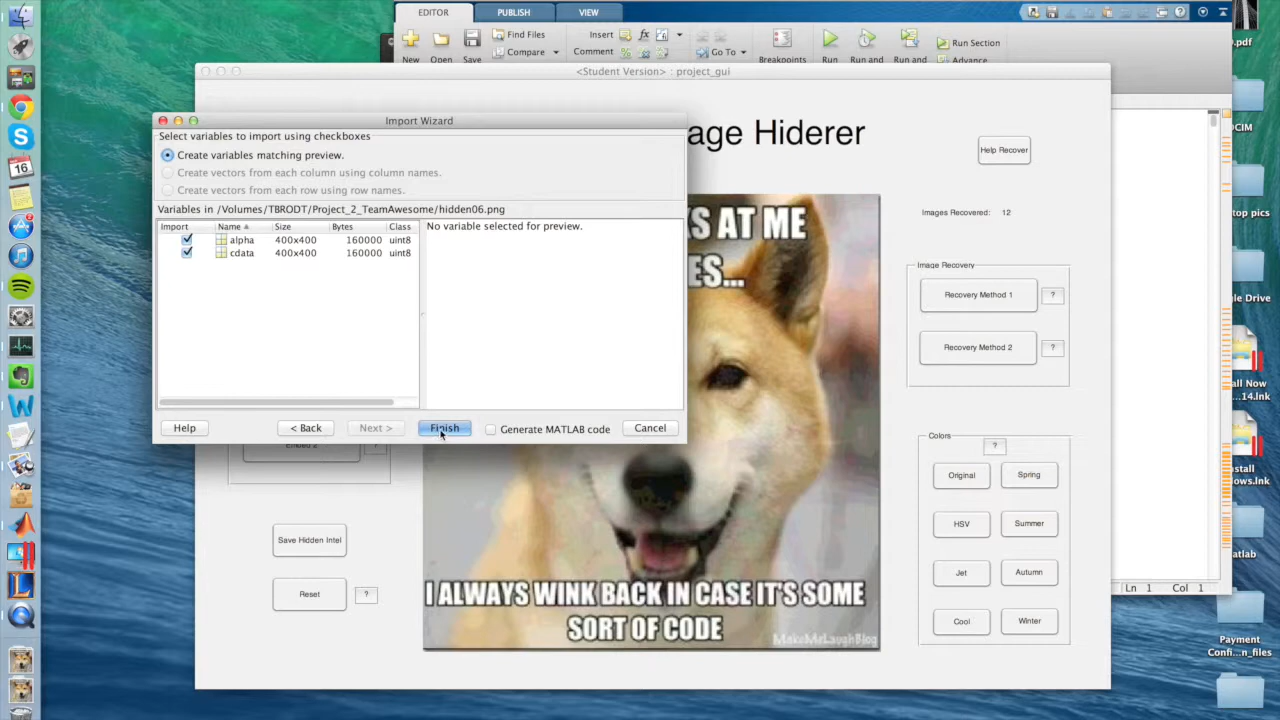 EDITOR PUBLISH VIEW
Find Files
Compare
Insert
Comment
Go To
Run Section
New Open Save Breakpoints Run Run and Run and Advance
<Student Version> : project_gui
age Hiderer
Help Recover
Images Recovered: 12
Image Recovery
Recovery Method 1 ?
Recovery Method 2 ?
Colors
?
Original Spring
HSV Summer
Jet Autumn
Cool Winter
Import Wizard
Select variables to import using checkboxes
Create variables matching preview.
Create vectors from each column using column names.
Create vectors from each row using row names.
Variables in /Volumes/TBRODT/Project_2_TeamAwesome/hidden06.png
Import Name Size Bytes Class
alpha 400x400 160000 uint8
cdata 400x400 160000 uint8
No variable selected for preview.
Help < Back Next > Finish Generate MATLAB code Cancel
Save Hidden Intel
Reset ?
S AT ME
ES...
I ALWAYS WINK BACK IN CASE IT'S SOME
SORT OF CODE
MakeMeLaughBlog
Ln 1 Col 1
16
.pdf
DCIM
top pics
gle Drive
all Now
14.lnk
stall
dows.lnk
atlab
Payment
Confi...n_files